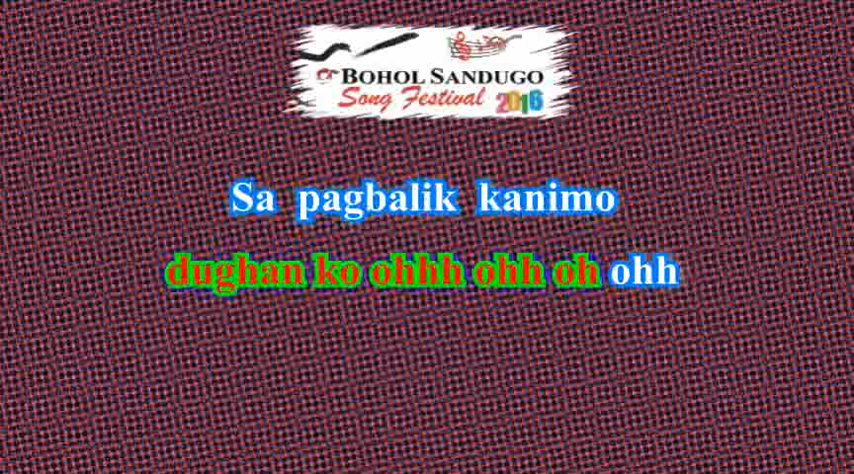 BOHOL SANDUGO
Song Festival 2016
Sa pagbalik kanimo
dughan ko ohhh ohh oh ohh